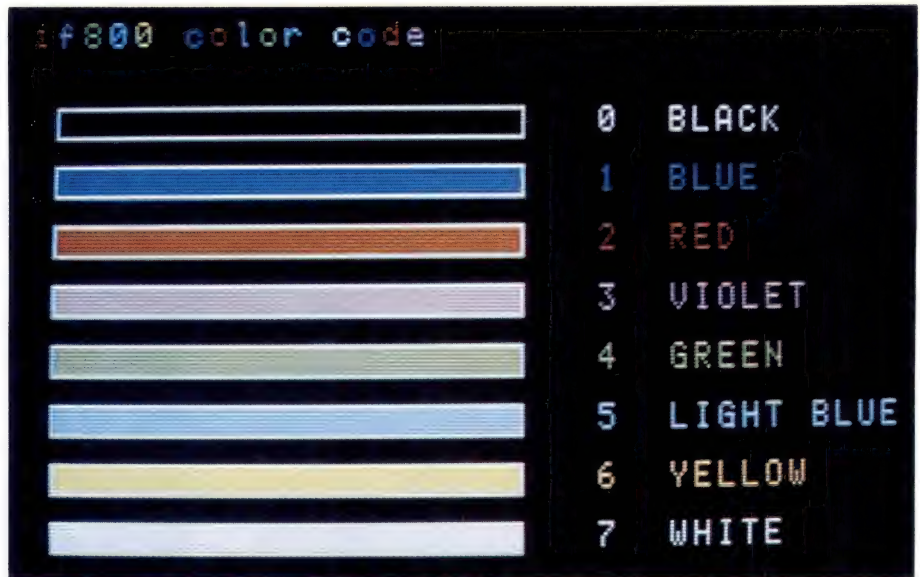 if800 color code
0 BLACK
1 BLUE
2 RED
3 VIOLET
4 GREEN
5 LIGHT BLUE
6 YELLOW
7 WHITE